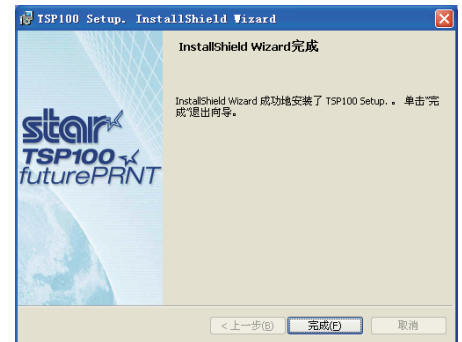 TSP100 Setup. InstallShield Wizard
InstallShield Wizard完成
InstallShield Wizard 成功地安装了 TSP100 Setup. 。 单击“完
成”退出向导。
star
TSP100
futurePRNT
<上一步(B)
完成(F)
取消